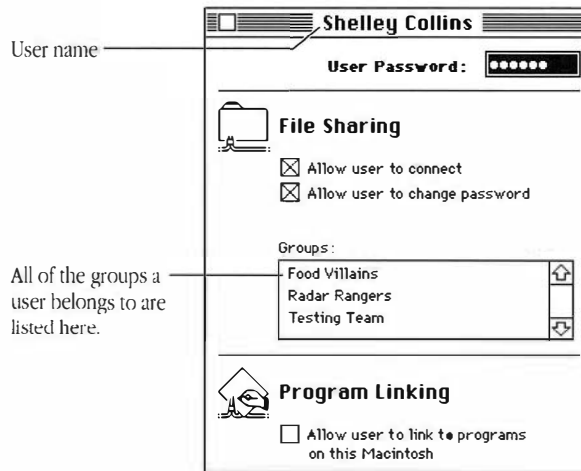 Shelley Collins
User name
User Password:
File Sharing
Allow user to connect
Allow user to change password
Groups:
All of the groups a
user belongs to are
listed here.
Food Villains
Radar Rangers
Testing Team
Program Linking
Allow user to link to programs
on this Macintosh